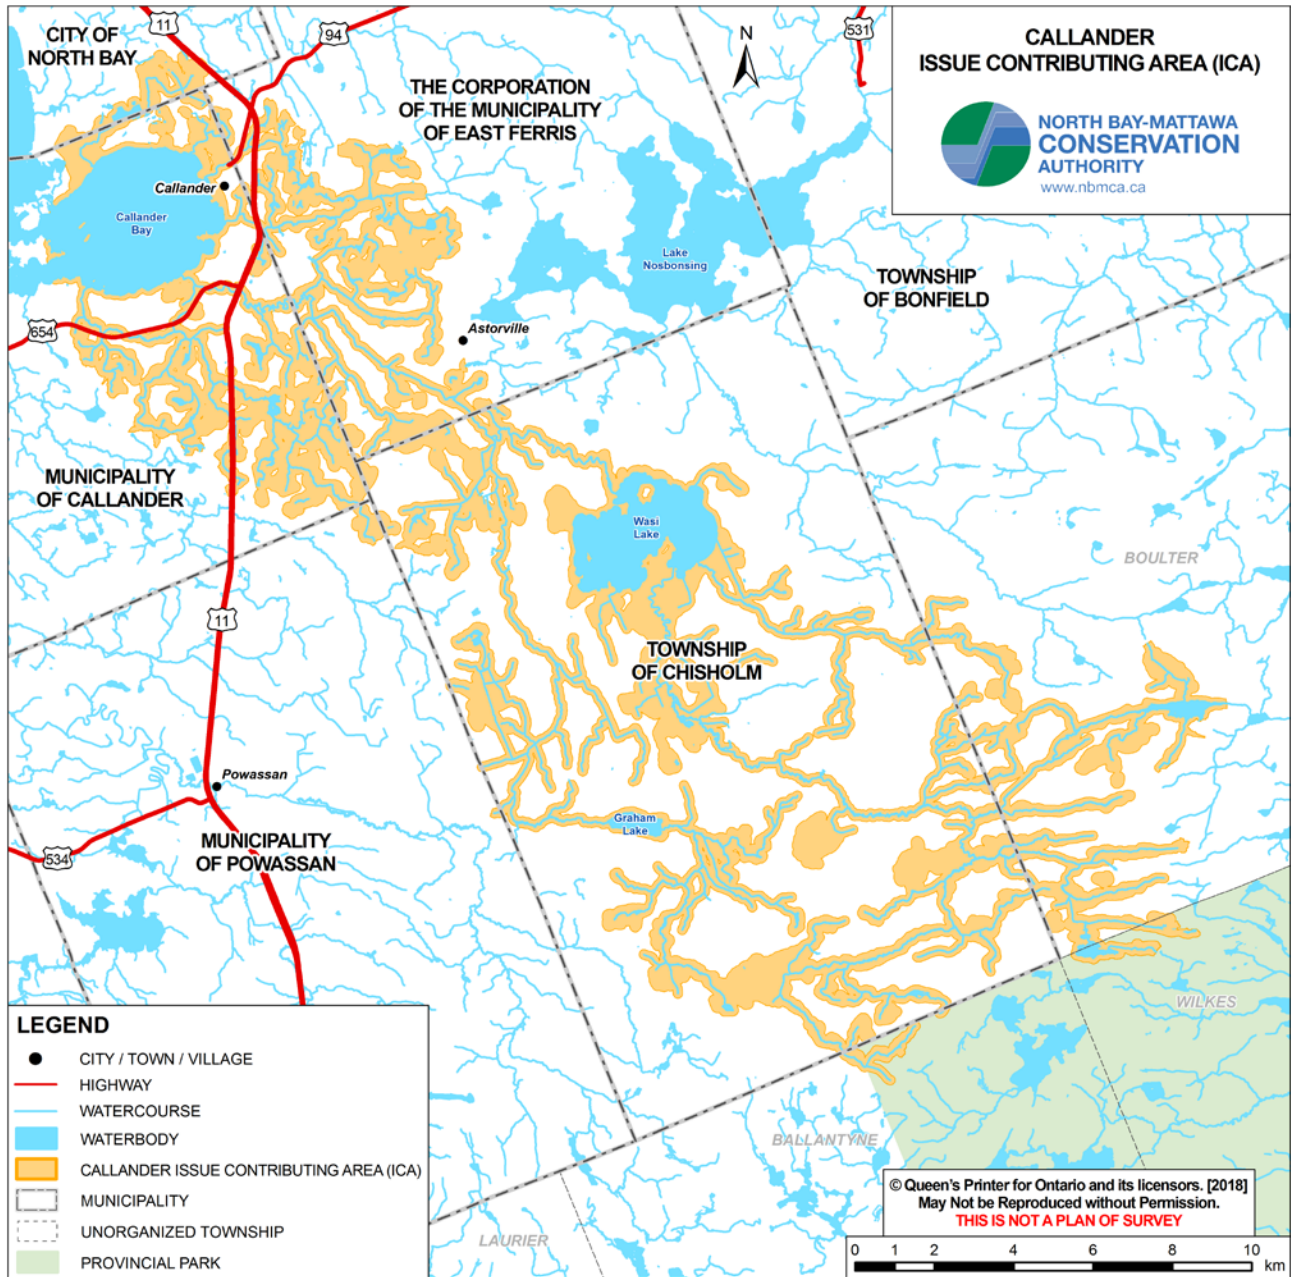 CALLANDER
ISSUE CONTRIBUTING AREA (ICA)
NORTH BAY-MATTAWA
CONSERVATION
AUTHORITY
www.nbmca.ca
N
11
94
531
CITY OF
NORTH BAY
THE CORPORATION
OF THE MUNICIPALITY
OF EAST FERRIS
Callander
Callander
Bay
Lake
Nosbonsing
TOWNSHIP
OF BONFIELD
654
Astorville
MUNICIPALITY
OF CALLANDER
Wasi
Lake
BOULTER
11
TOWNSHIP
OF CHISHOLM
Powassan
Graham
Lake
534
MUNICIPALITY
OF POWASSAN
WILKES
BALLANTYNE
LAURIER
LEGEND
CITY / TOWN / VILLAGE
HIGHWAY
WATERCOURSE
WATERBODY
CALLANDER ISSUE CONTRIBUTING AREA (ICA)
MUNICIPALITY
UNORGANIZED TOWNSHIP
PROVINCIAL PARK
© Queen's Printer for Ontario and its licensors. [2018]
May Not be Reproduced without Permission.
THIS IS NOT A PLAN OF SURVEY
0 1 2 4 6 8 10
km